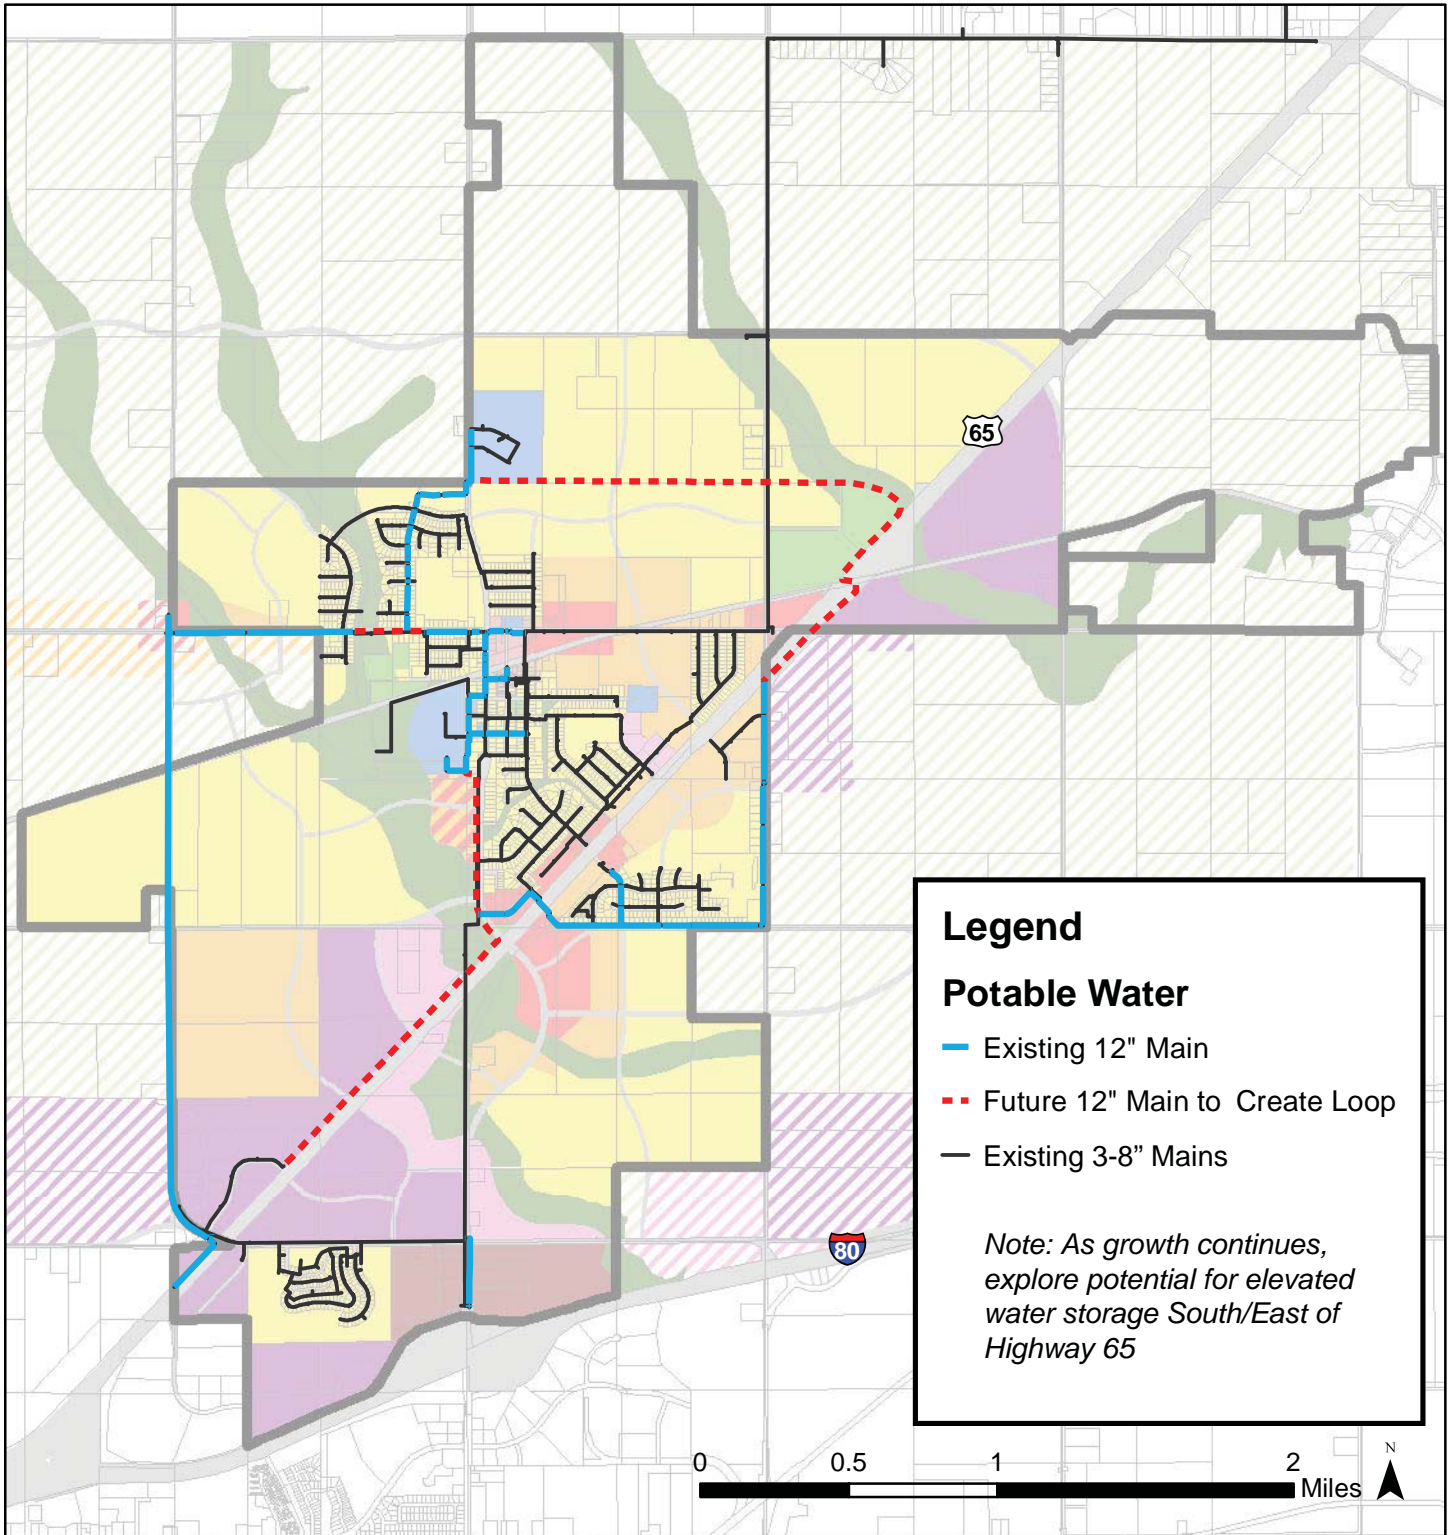 65
Legend
Potable Water
Existing 12" Main
Future 12" Main to Create Loop
Existing 3-8” Mains
Note: As growth continues,
explore potential for elevated
water storage South/East of
Highway 65
80
0 0.5 1 2
Miles
N